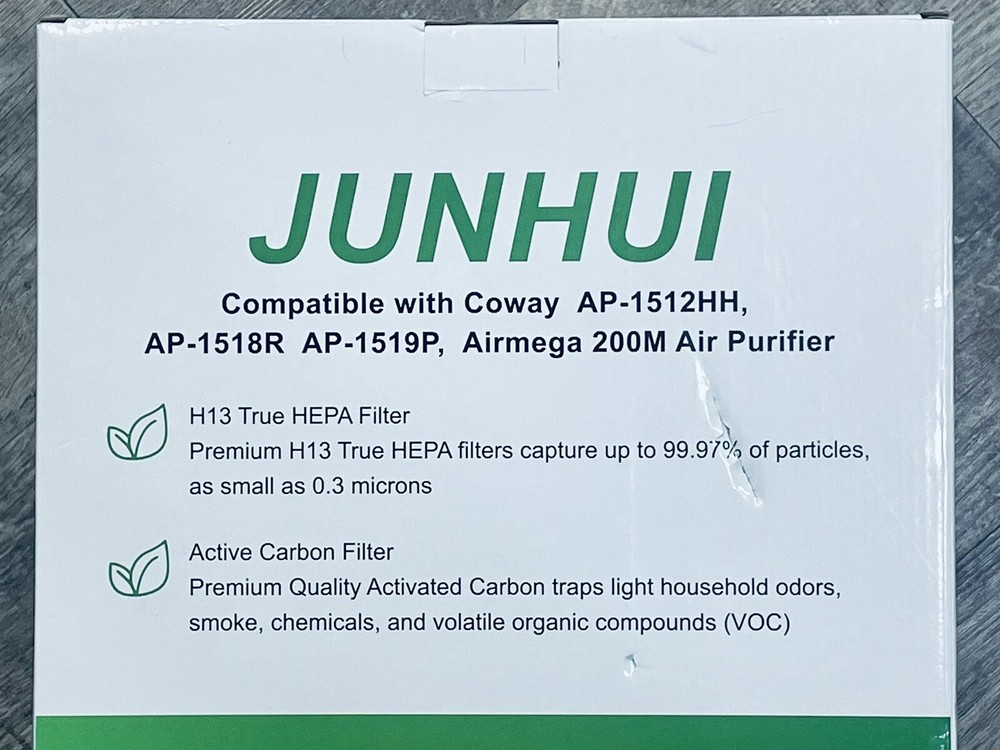 JUNHUI
Compatible with Coway AP-1512HH,
AP-1518R AP-1519P, Airmega 200M Air Purifier
H13 True HEPA Filter
Premium H13 True HEPA filters capture up to 99.97% of particles,
as small as 0.3 microns
Active Carbon Filter
Premium Quality Activated Carbon traps light household odors,
smoke, chemicals, and volatile organic compounds (VOC)